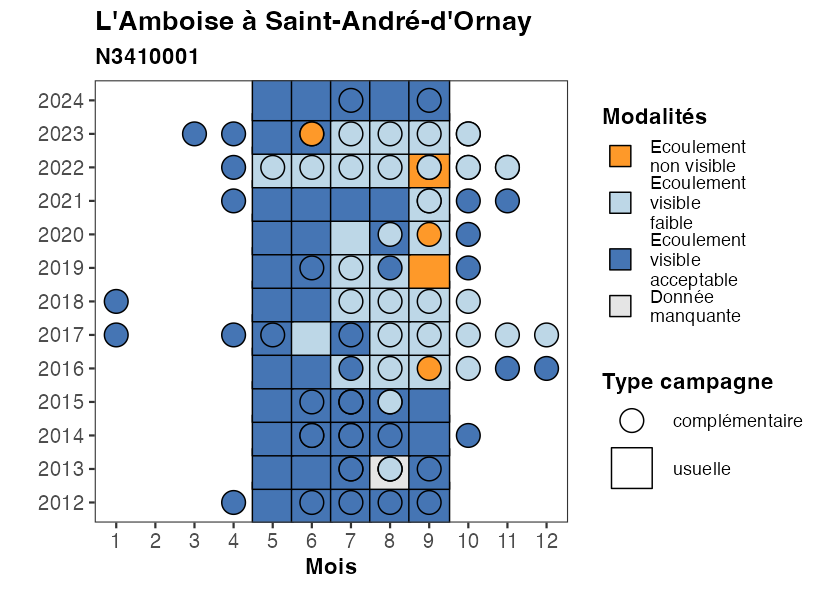 L'Amboise à Saint-André-d'Ornay
N3410001
2024
2023
2022
2021
2020
2019
2018
2017
2016
2015
2014
2013
2012
1 2 3 4 5 6 7 8 9 10 11 12
Mois
Modalités
Ecoulement
non visible
Ecoulement
visible
faible
Ecoulement
visible
acceptable
Donnée
manquante
Type campagne
complémentaire
usuelle